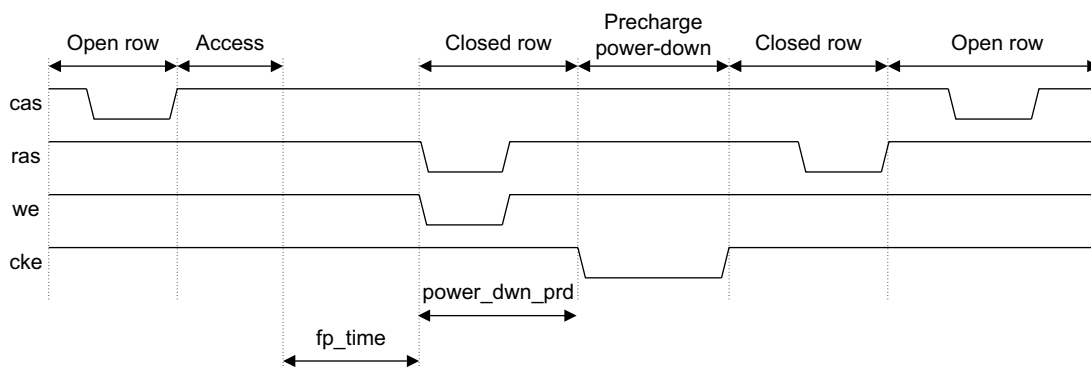 Open row
Access
Closed row
Precharge
power-down
Closed row
Open row
cas
ras
we
cke
power_dwn_prd
fp_time